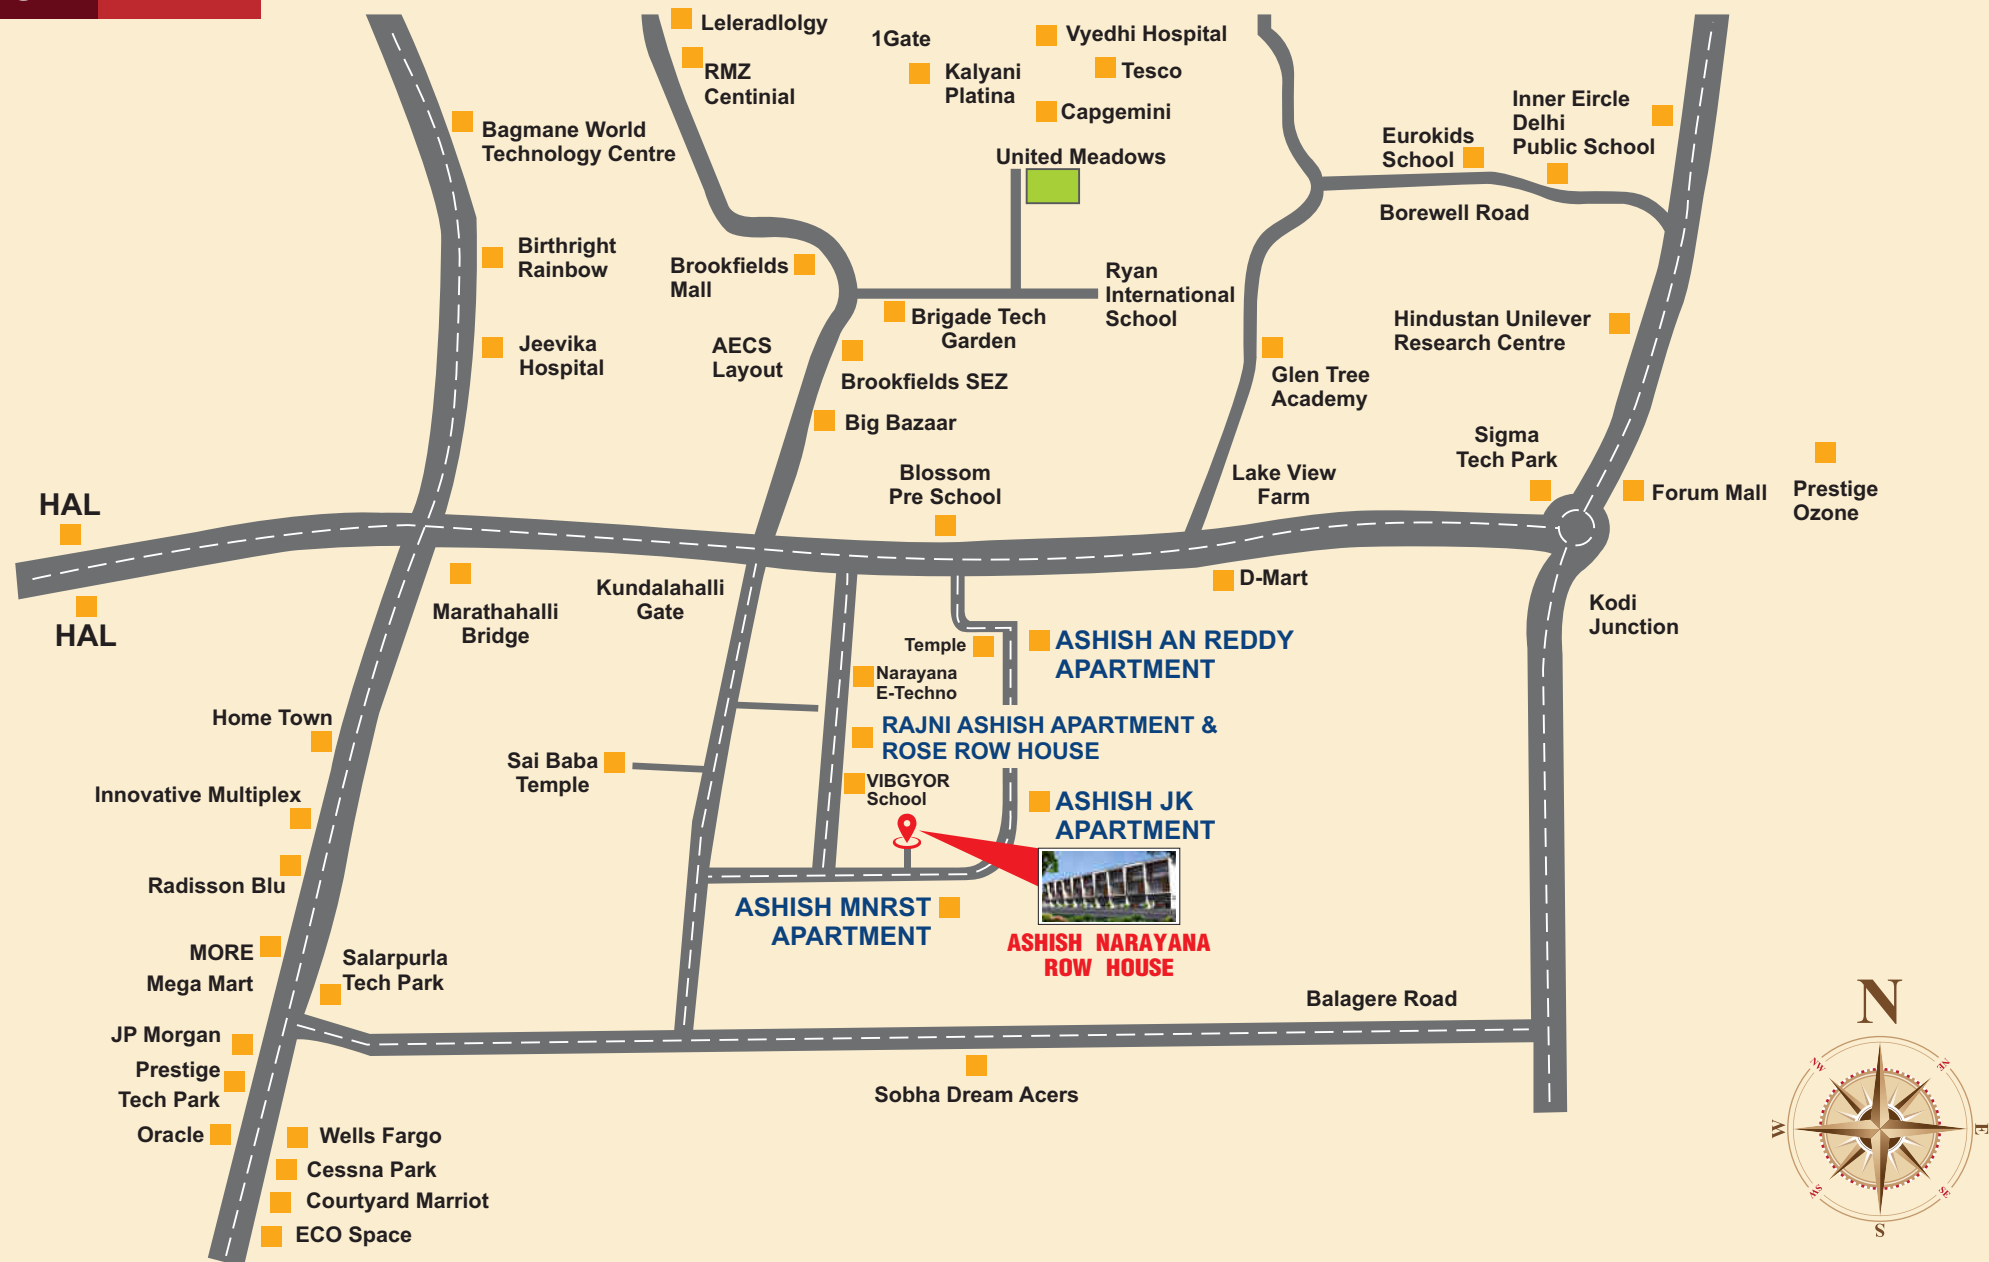 Leleradlolgy
RMZ
Centinial
1Gate
Kalyani
Platina
Vyedhi Hospital
Tesco
Capgemini
United Meadows
Inner Eircle
Delhi
Public School
Eurokids
School
Borewell Road
Bagmane World
Technology Centre
Birthright
Rainbow
Brookfields
Mall
Ryan
International
School
Brigade Tech
Garden
Hindustan Unilever
Research Centre
Jeevika
Hospital
AECS
Layout
Brookfields SEZ
Glen Tree
Academy
Big Bazaar
Sigma
Tech Park
Blossom
Pre School
Lake View
Farm
Forum Mall
Prestige
Ozone
HAL
HAL
Marathahalli
Bridge
Kundalahalli
Gate
D-Mart
Kodi
Junction
Temple
ASHISH AN REDDY
APARTMENT
Narayana
E-Techno
Home Town
RAJNI ASHISH APARTMENT &
ROSE ROW HOUSE
Sai Baba
Temple
VIBGYOR
School
Innovative Multiplex
ASHISH JK
APARTMENT
Radisson Blu
ASHISH MNRST
APARTMENT
ASHISH NARAYANA
ROW HOUSE
MORE
Mega Mart
Salarpurla
Tech Park
Balagere Road
JP Morgan
Prestige
Tech Park
Sobha Dream Acers
Oracle
Wells Fargo
Cessna Park
Courtyard Marriot
ECO Space
N
NW
NE
W
E
SW
SE
S